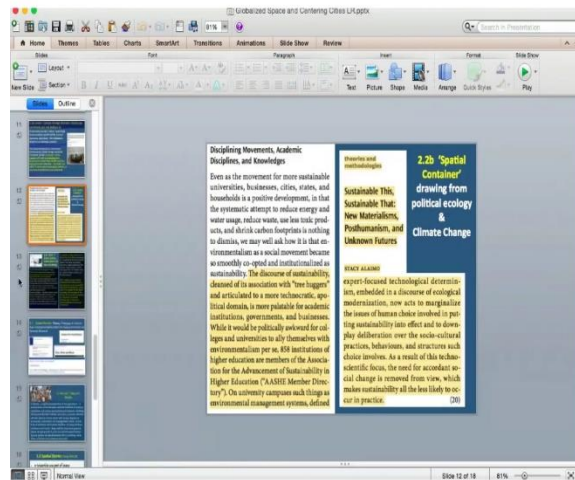 Globalized Space and Centering Cities LR.pptx
81%
Search in Presentation
Home Themes Tables Charts SmartArt Transitions Animations Slide Show Review
Slides Font Paragraph Insert Format Slide Show
Layout
New Slide Section
Text Picture Shape Media Arrange Quick Styles Play
Slides Outline
Disciplining Movements, Academic
Disciplines, and Knowledges
Even as the movement for more sustainable
universities, businesses, cities, states, and
households is a positive development, in that
the systematic attempt to reduce energy and
water usage, reduce waste, use less toxic prod-
ucts, and shrink carbon footprints is nothing
to dismiss, we may well ask how it is that en-
vironmentalism as a social movement became
so smoothly co-opted and institutionalized as
sustainability. The discourse of sustainability,
cleansed of its association with "tree huggers"
and articulated to a more technocratic, apo-
litical domain, is more palatable for academic
institutions, governments, and businesses.
While it would be politically awkward for col-
leges and universities to ally themselves with
environmentalism per se, 858 institutions of
higher education are members of the Associa-
tion for the Advancement of Sustainability in
Higher Education ("AASHE Member Direc-
tory"). On university campuses such things as
environmental management systems, defined
theories and
methodologies
Sustainable This,
Sustainable That:
New Materialisms,
Posthumanism, and
Unknown Futures
STACY ALAIMO
2.2b 'Spatial
Container'
drawing from
political ecology
&
Climate Change
expert-focused technological determin-
ism, embedded in a discourse of ecological
modernization, now acts to marginalize
the issues of human choice involved in put-
ting sustainability into effect and to down-
play deliberation over the socio-cultural
practices, behaviours, and structures such
choice involves. As a result of this techno-
scientific focus, the need for accordant so-
cial change is removed from view, which
makes sustainability all the less likely to oc-
cur in practice. (20)
Normal View
Slide 12 of 18
81%